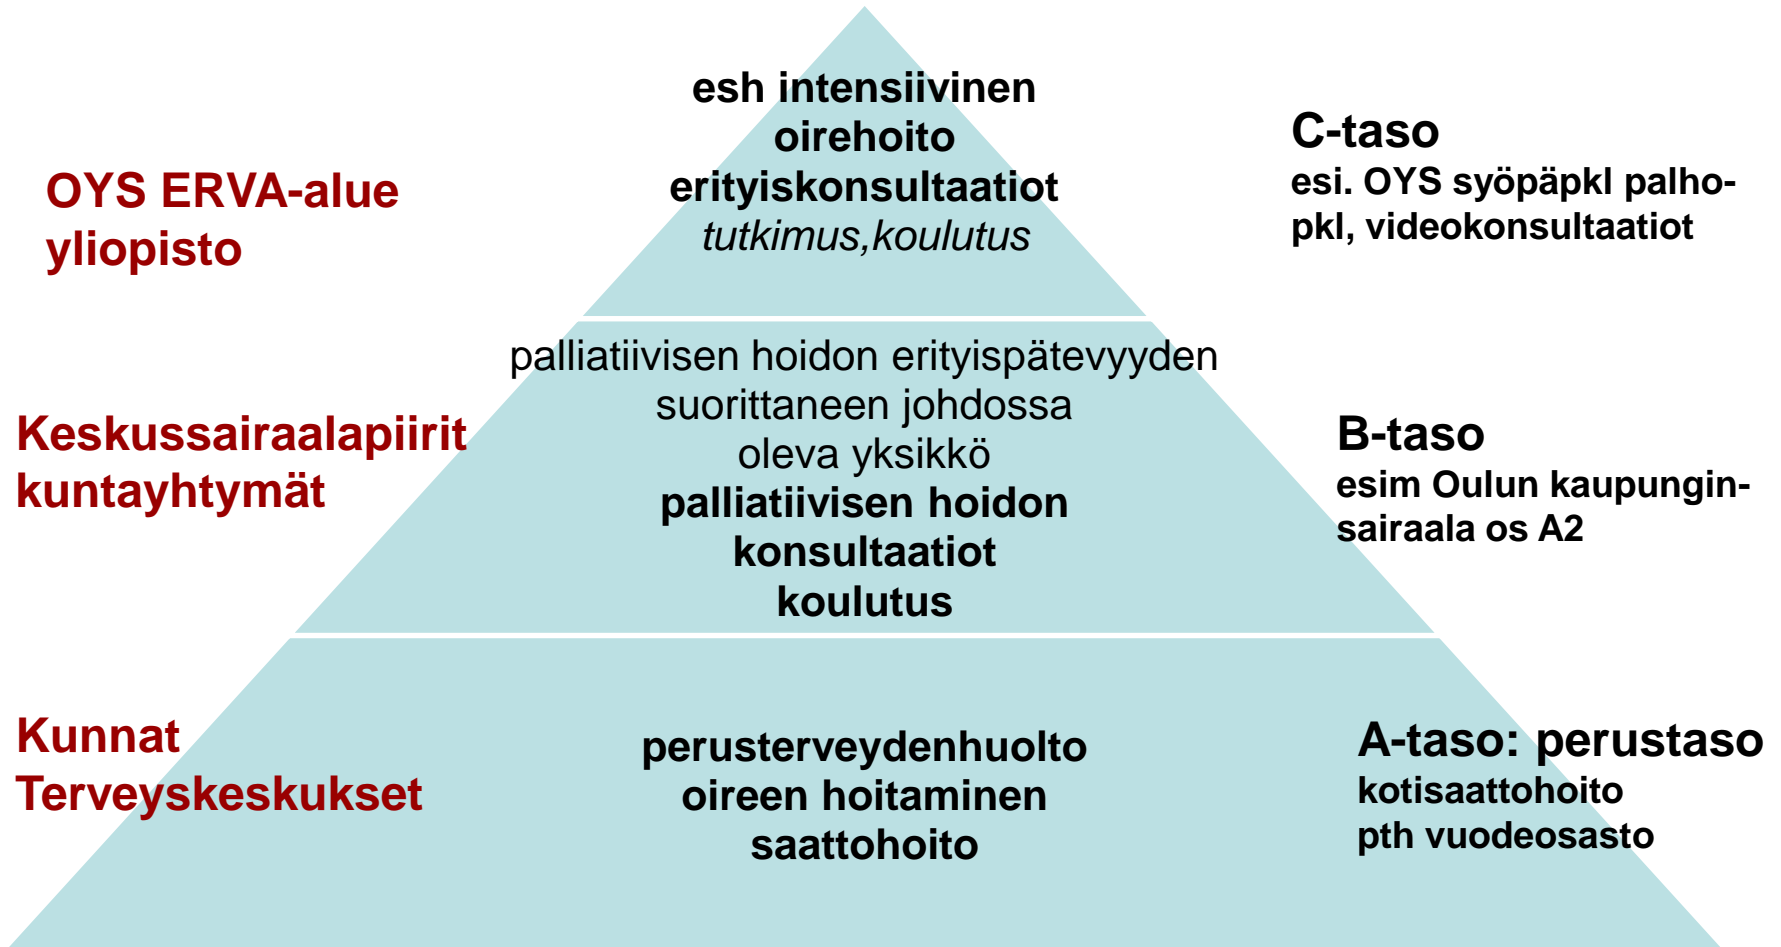 esh intensiivinen
oirehoito
erityiskonsultaatiot
tutkimus,koulutus
OYS ERVA-alue
yliopisto
C-taso
esi. OYS syöpäpkl palho-
pkl, videokonsultaatiot
palliatiivisen hoidon erityispätevyyden
suorittaneen johdossa
oleva yksikkö
palliatiivisen hoidon
konsultaatiot
koulutus
Keskussairaalapiirit
kuntayhtymät
B-taso
esim Oulun kaupungin-
sairaala os A2
Kunnat
Terveyskeskukset
perusterveydenhuolto
oireen hoitaminen
saattohoito
A-taso: perustaso
kotisaattohoito
pth vuodeosasto